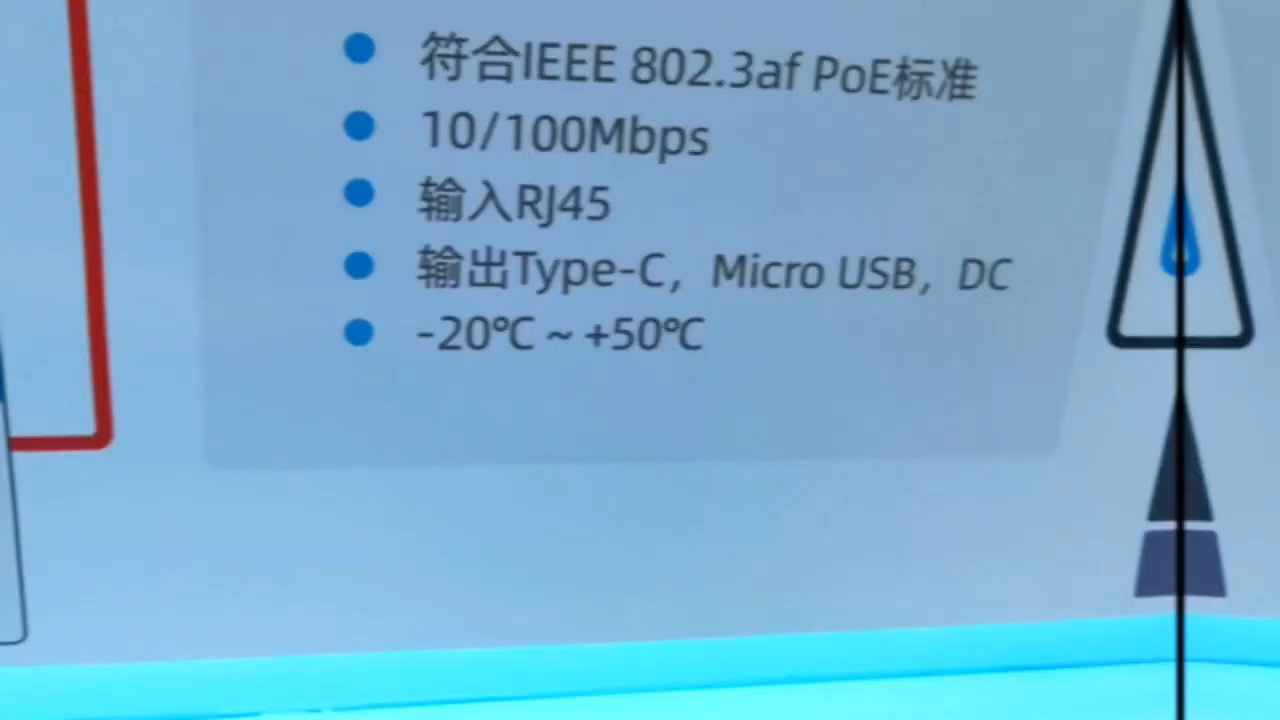 符合IEEE 802.3af PoE标准
10/100Mbps
输入RJ45
输出Type-C，Micro USB，DC
-20℃ ~ +50℃